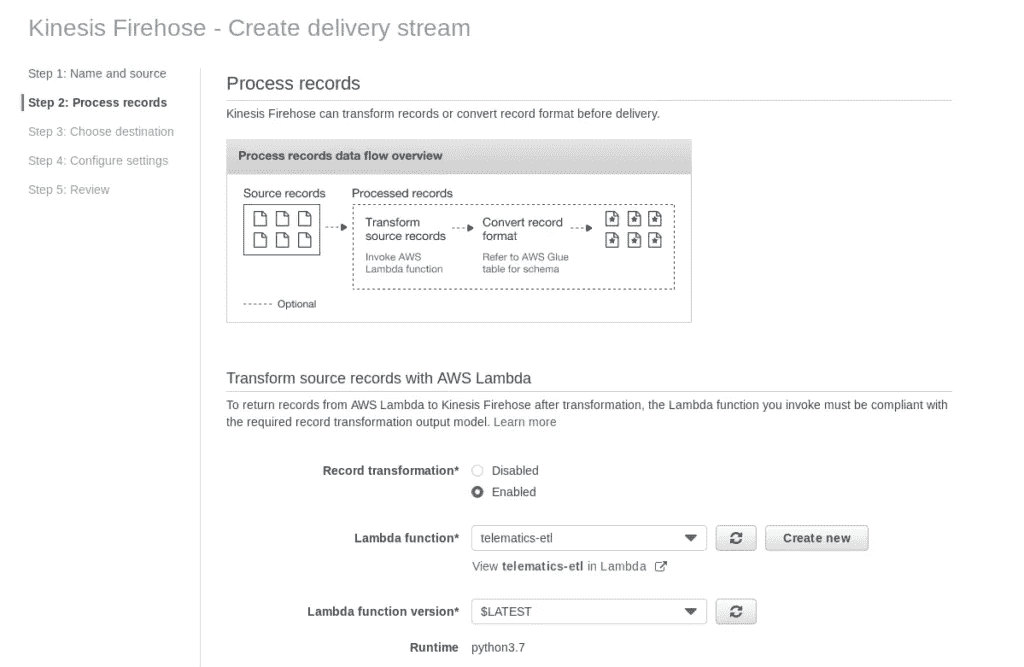 Kinesis Firehose - Create delivery stream
Step 1: Name and source
Step 2: Process records
Step 3: Choose destination
Step 4: Configure settings
Step 5: Review
Process records
Kinesis Firehose can transform records or convert record format before delivery.
Process records data flow overview
Source records
Processed records
Transform
source records
Invoke AWS
Lambda function
Convert record
format
Refer to AWS Glue
table for schema
Optional
Transform source records with AWS Lambda
To return records from AWS Lambda to Kinesis Firehose after transformation, the Lambda function you invoke must be compliant with
the required record transformation output model. Learn more
Record transformation* Disabled
Enabled
Lambda function* telematics-etl Create new
View telematics-etl in Lambda
Lambda function version* $LATEST
Runtime python3.7